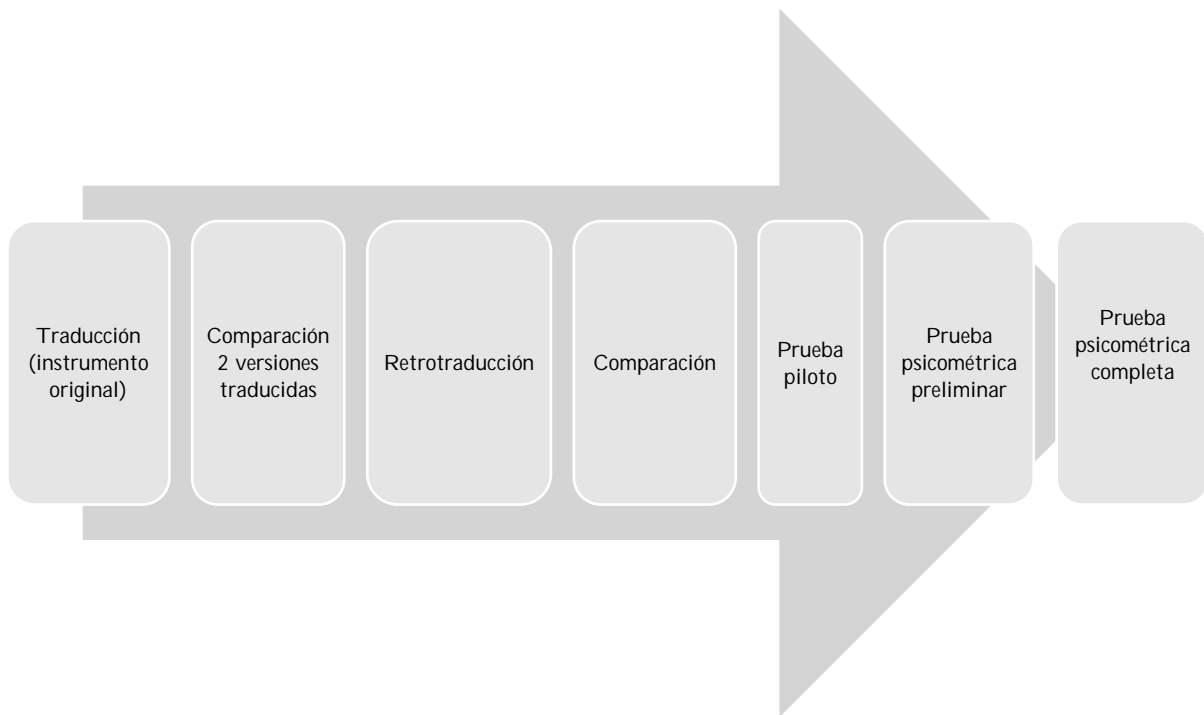 Traducción
(instrumento
original)
Comparación
2 versiones
traducidas
Retrotraducción
Comparación
Prueba
piloto
Prueba
psicométrica
preliminar
Prueba
psicométrica
completa